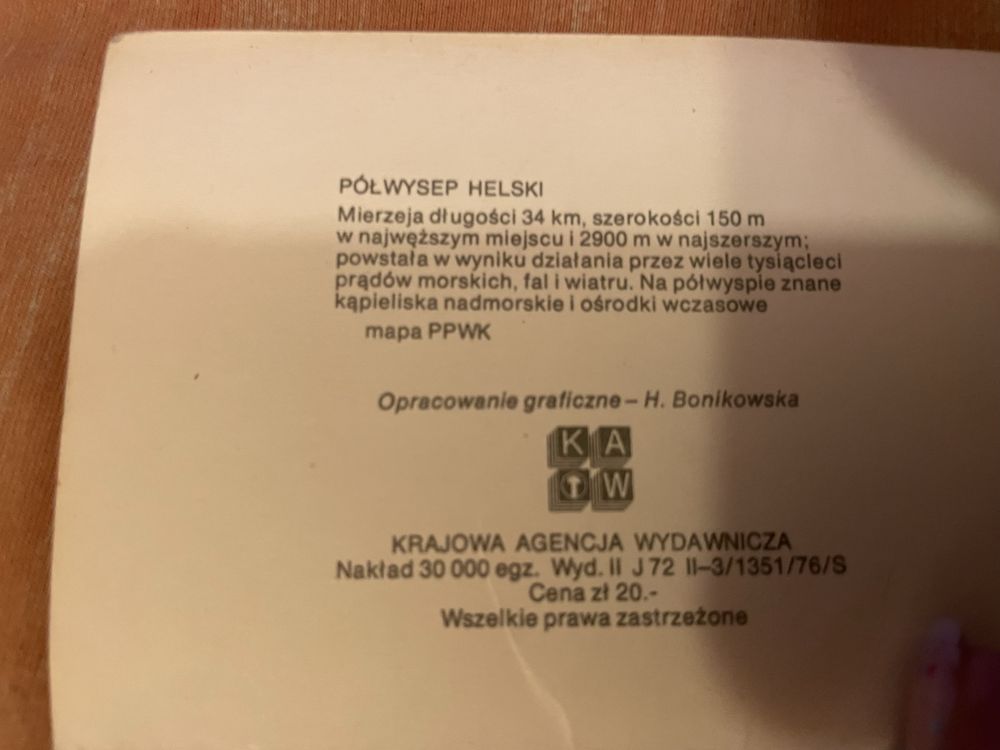 PÓŁWYSEP HELSKI
Mierzeja długości 34 km, szerokości 150 m
w najwęższym miejscu i 2900 m w najszerszym;
powstała w wyniku działania przez wiele tysiącleci
prądów morskich, fal i wiatru. Na półwyspie znane
kąpieliska nadmorskie i ośrodki wczasowe
mapa PPWK
Opracowanie graficzne – H. Bonikowska
K A
W
KRAJOWA AGENCJA WYDAWNICZA
Nakład 30 000 egz. Wyd. II J 72 II–3/1351/76/S
Cena zł 20.-
Wszelkie prawa zastrzeżone